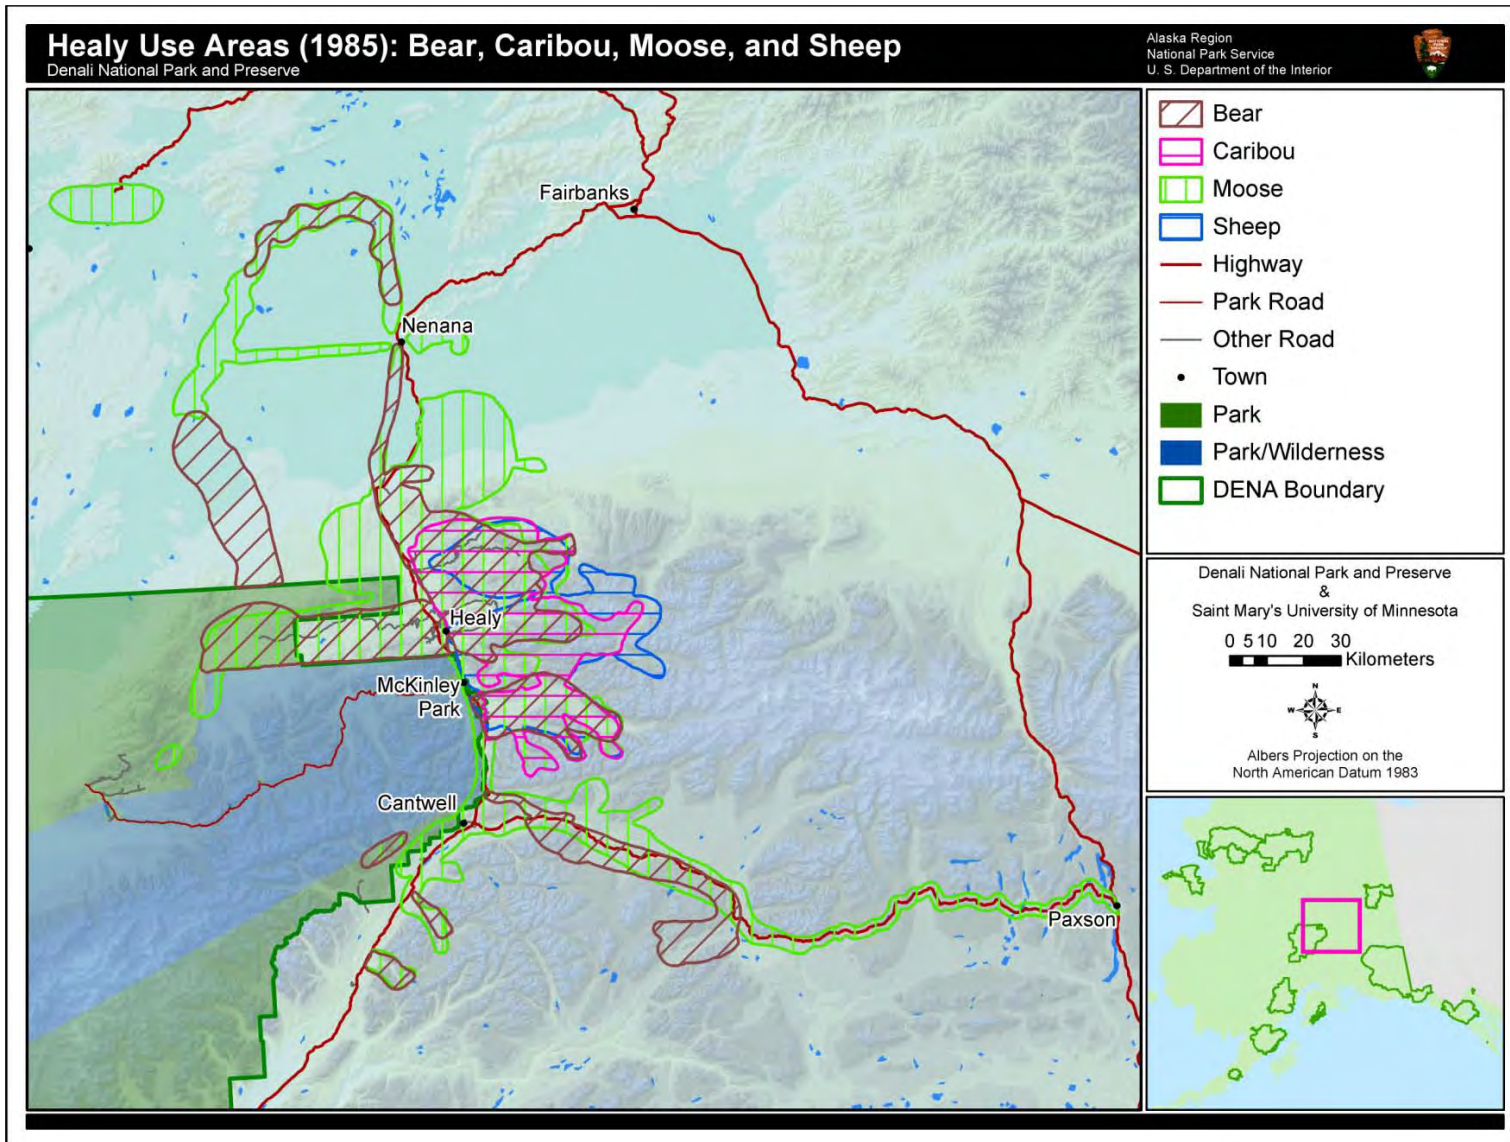 Healy Use Areas (1985): Bear, Caribou, Moose, and Sheep
Denali National Park and Preserve
Alaska Region
National Park Service
U. S. Department of the Interior
Bear
Caribou
Moose
Sheep
Highway
Park Road
Other Road
Town
Park
Park/Wilderness
DENA Boundary
Fairbanks
Nenana
Healy
McKinley
Park
Cantwell
Paxson
Denali National Park and Preserve
&
Saint Mary's University of Minnesota
0 5 10 20 30
Kilometers
N
W E
S
Albers Projection on the
North American Datum 1983